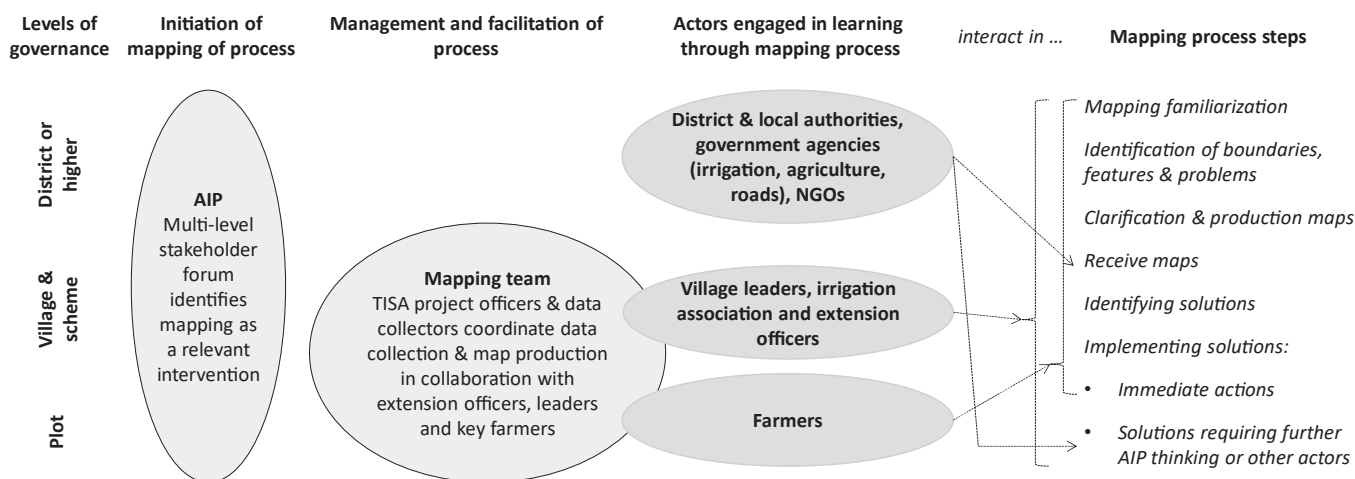 Levels of
governance
Initiation of
mapping of process
Management and facilitation of
process
Actors engaged in learning
through mapping process
interact in ...
Mapping process steps
District or
higher
Village &
scheme
Plot
AIP
Multi-level
stakeholder
forum
identifies
mapping as
a relevant
intervention
Mapping team
TISA project officers & data
collectors coordinate data
collection & map production
in collaboration with
extension officers, leaders
and key farmers
District & local authorities,
government agencies
(irrigation, agriculture,
roads), NGOs
Village leaders, irrigation
association and extension
officers
Farmers
Mapping familiarization
Identification of boundaries,
features & problems
Clarification & production maps
Receive maps
Identifying solutions
Implementing solutions:
• Immediate actions
• Solutions requiring further
AIP thinking or other actors